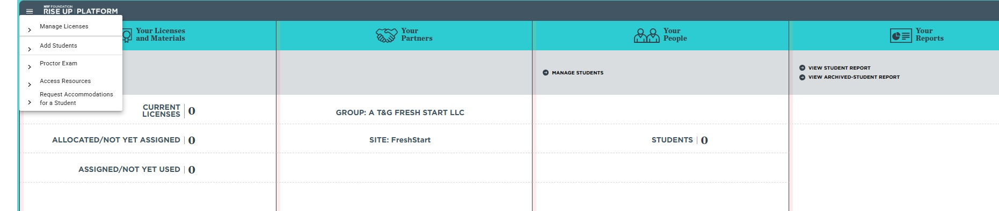 NRF FOUNDATION
RISE UP | PLATFORM
Manage Licenses
Add Students
Proctor Exam
Access Resources
Request Accommodations
for a Student
Your Licenses
and Materials
Your
Partners
Your
People
Your
Reports
MANAGE STUDENTS
VIEW STUDENT REPORT
VIEW ARCHIVED-STUDENT REPORT
CURRENT
LICENSES | 0
GROUP: A T&G FRESH START LLC
ALLOCATED/NOT YET ASSIGNED | 0
SITE: FreshStart
STUDENTS | 0
ASSIGNED/NOT YET USED | 0